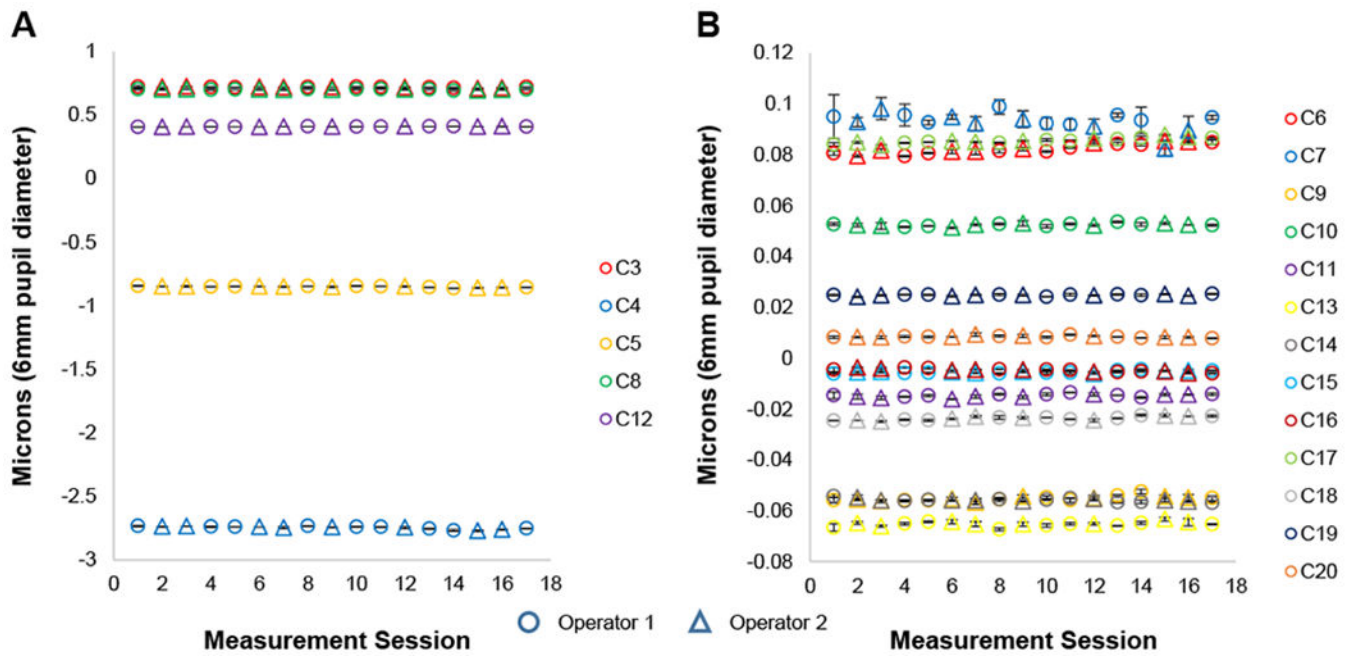 A
Microns (6mm pupil diameter)
1
0.5
0
-0.5
-1
-1.5
-2
-2.5
-3
0 2 4 6 8 10 12 14 16 18
Measurement Session
C3
C4
C5
C8
C12
B
Microns (6mm pupil diameter)
0.12
0.1
0.08
0.06
0.04
0.02
0
-0.02
-0.04
-0.06
-0.08
0 2 4 6 8 10 12 14 16 18
Measurement Session
C6
C7
C9
C10
C11
C13
C14
C15
C16
C17
C18
C19
C20
Operator 1 Operator 2